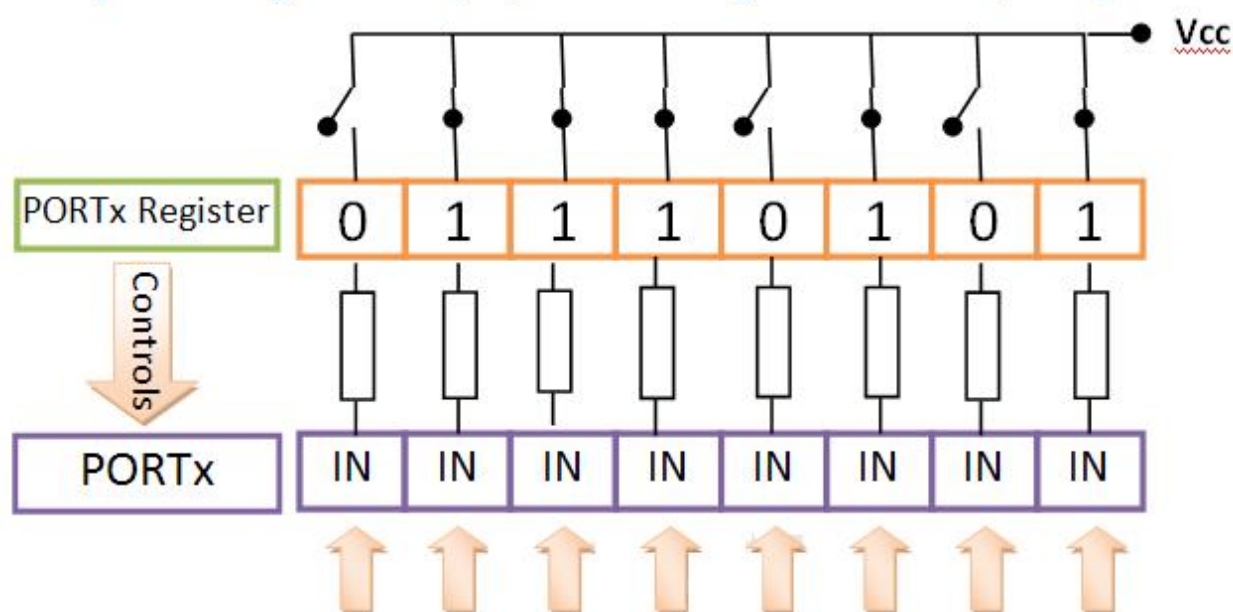 Vcc
PORTx Register 0 1 1 1 0 1 0 1
Controls
PORTx IN IN IN IN IN IN IN IN